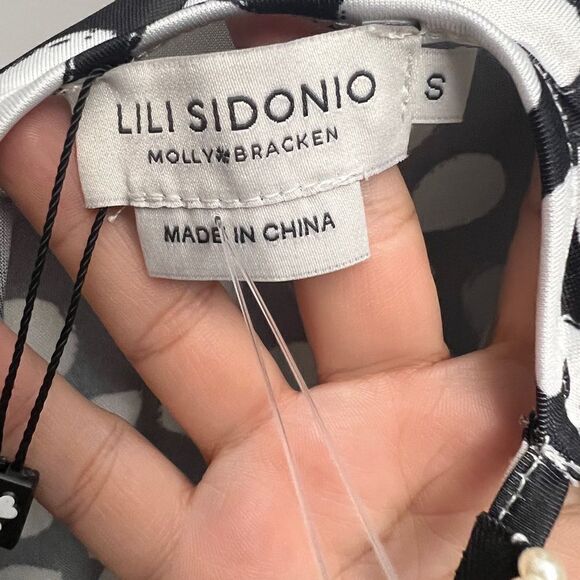 LILI SIDONIO
MOLLY BRACKEN
S
MADE IN CHINA